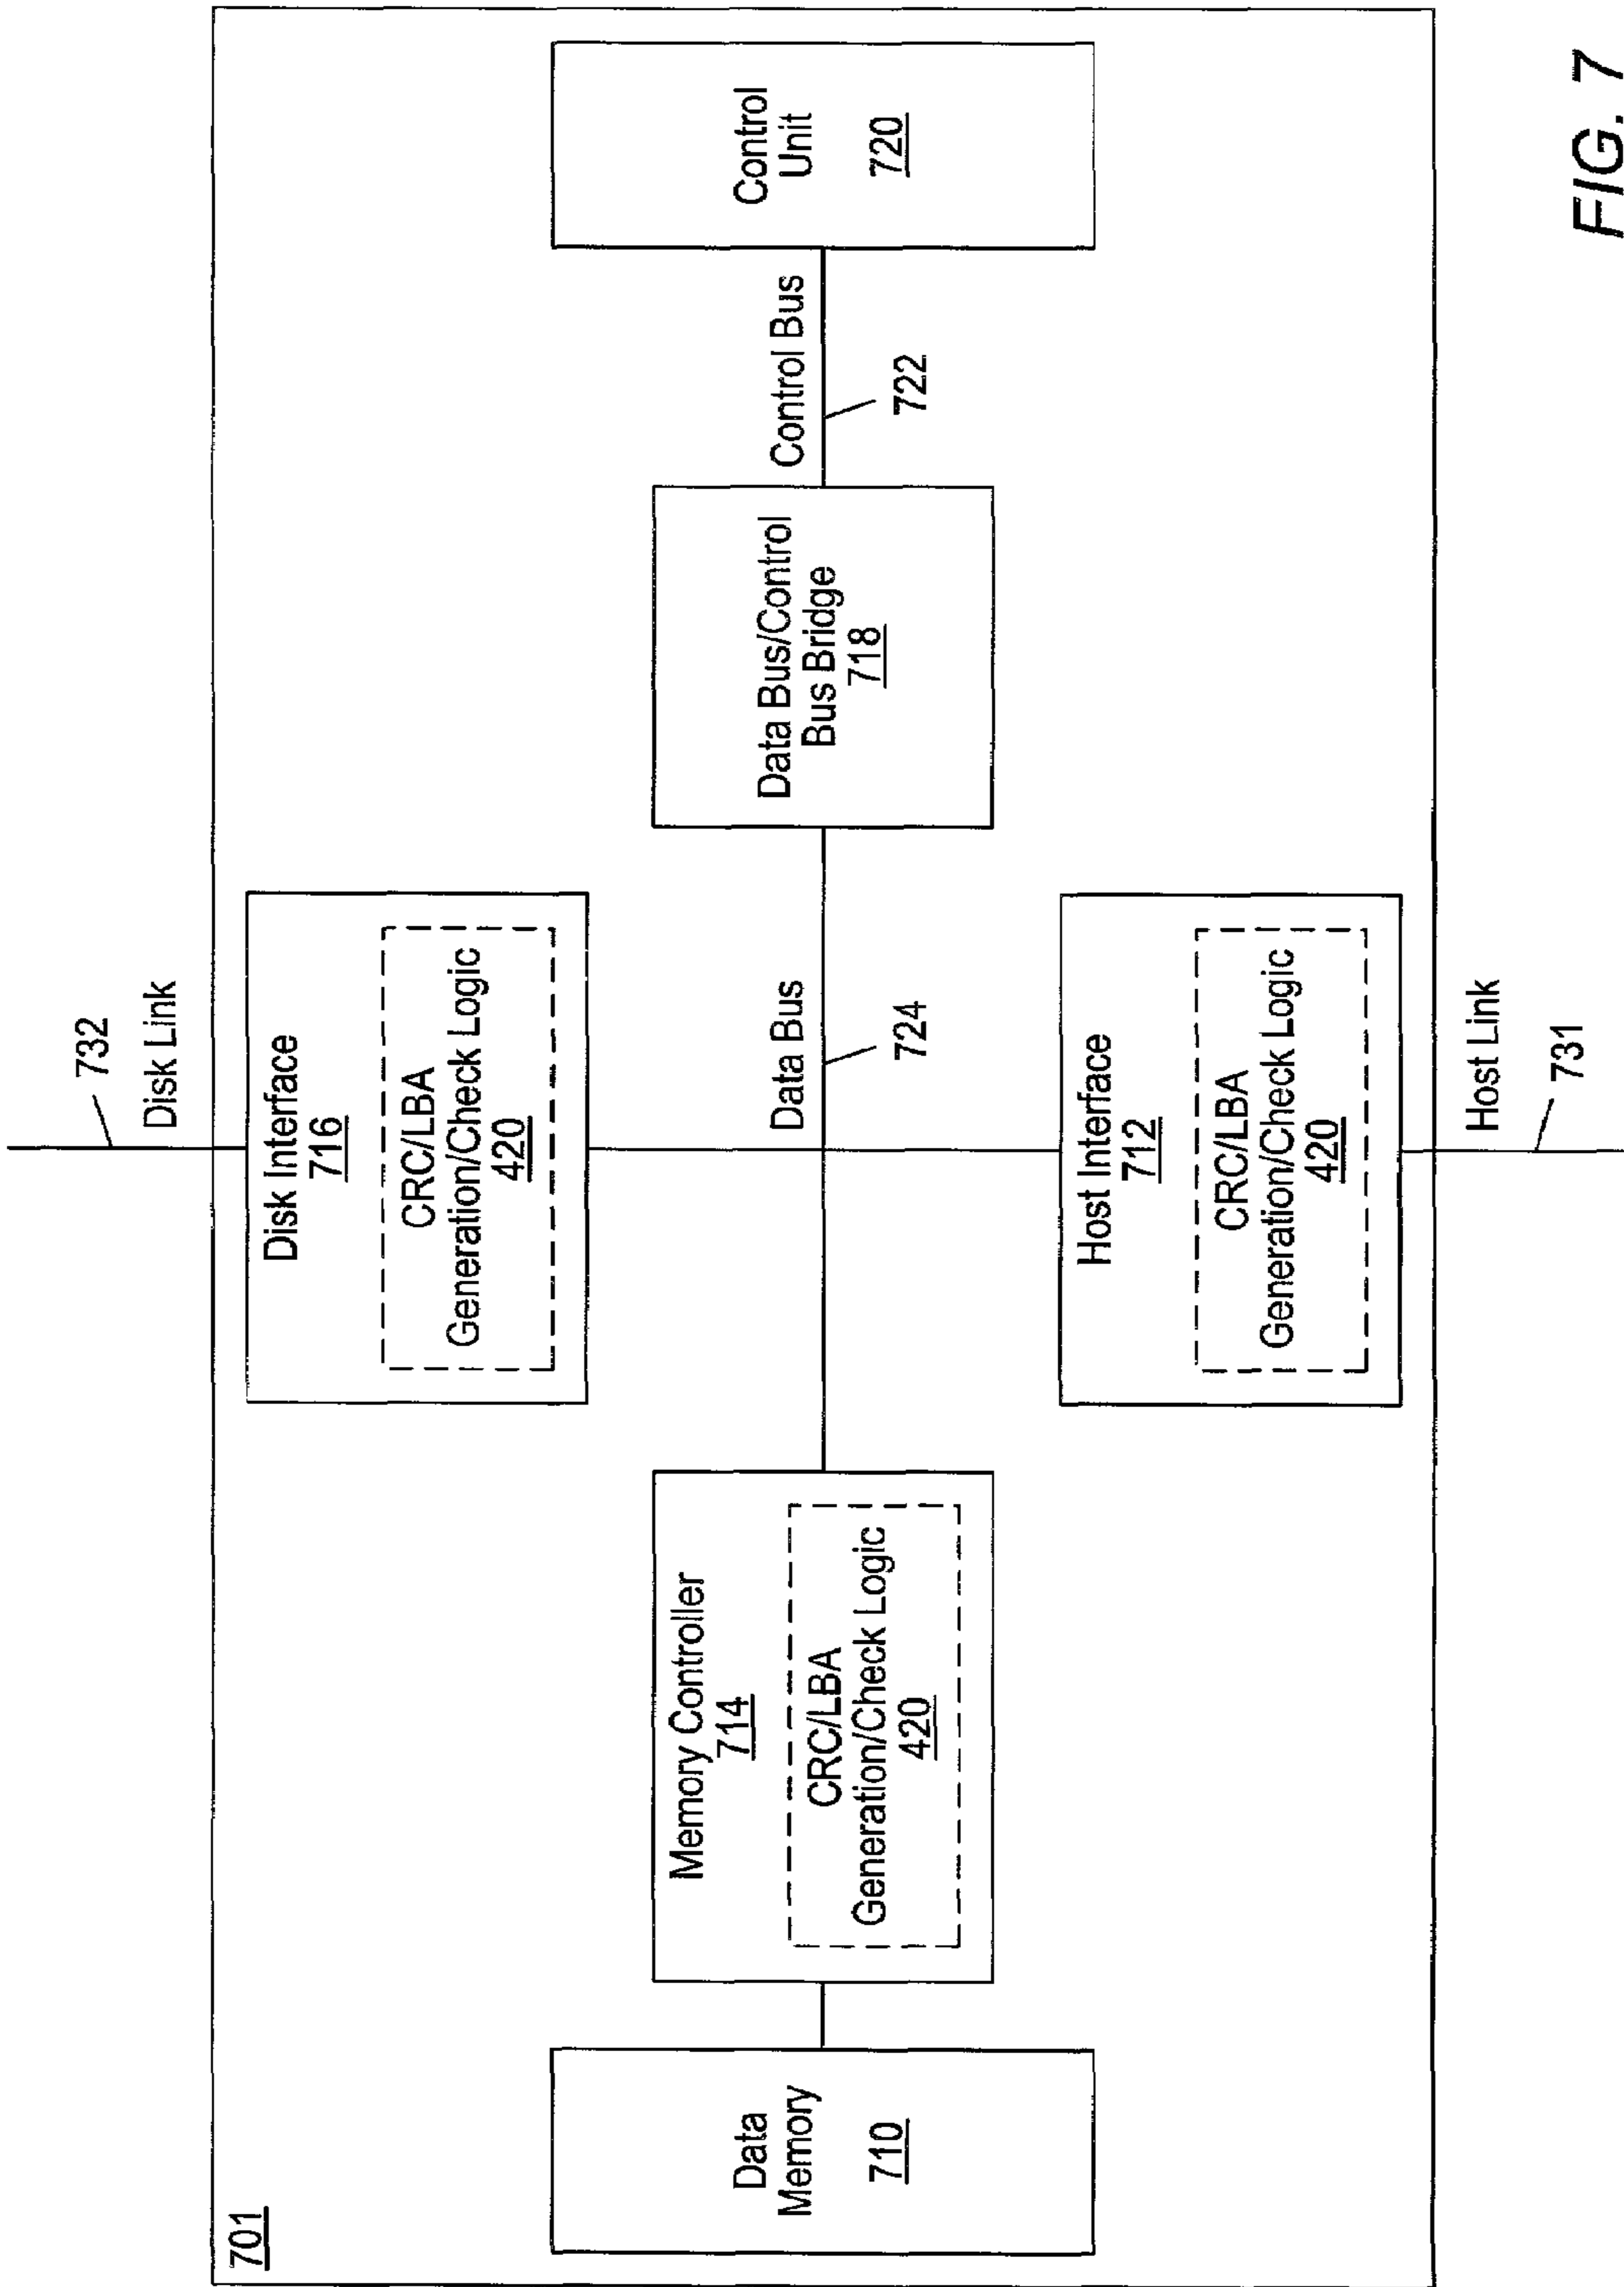 701
732
Disk Link
Disk Interface
716
CRC/LBA
Generation/Check Logic
420
Data
Memory
710
Memory Controller
714
CRC/LBA
Generation/Check Logic
420
Data Bus
724
Data Bus/Control
Bus Bridge
718
Control Bus
722
Control
Unit
720
Host Interface
712
CRC/LBA
Generation/Check Logic
420
Host Link
731
FIG. 7